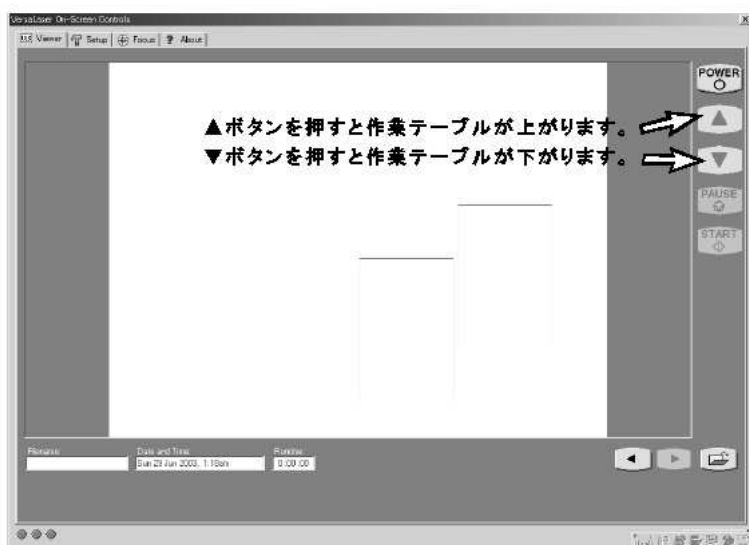 VersaLaser On-Screen Controls
Viewer Setup Focus ? About
POWER
▲ボタンを押すと作業テーブルが上がります。
▼ボタンを押すと作業テーブルが下がります。
PAUSE
START
Filename Date and Time Runtime
Sun 29 Jun 2003, 1:18am 0:00:00